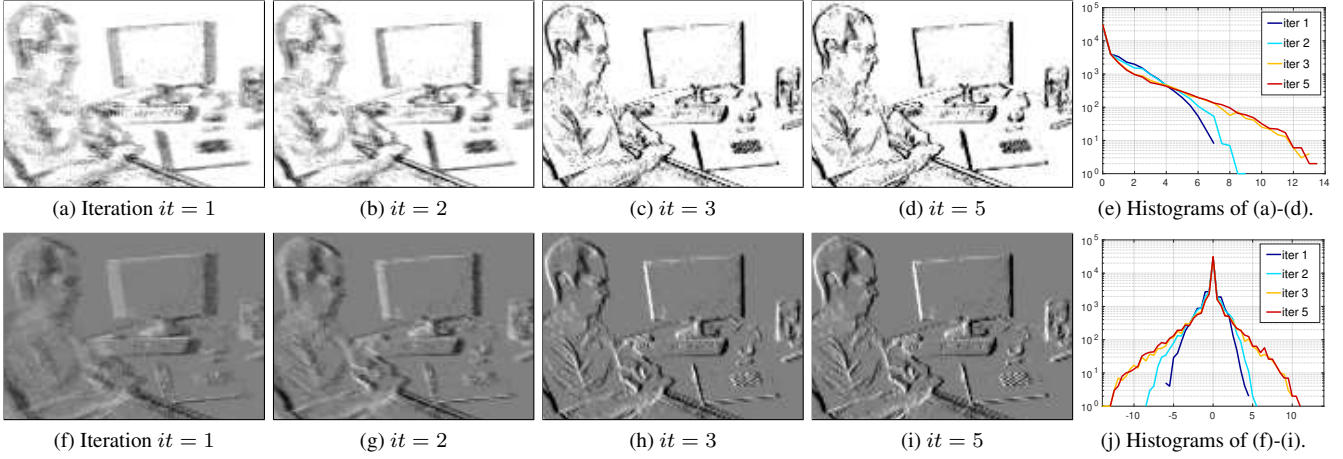 10^5
10^4
10^3
10^2
10^1
10^0
iter 1
iter 2
iter 3
iter 5
0 2 4 6 8 10 12 14
(a) Iteration it = 1 (b) it = 2 (c) it = 3 (d) it = 5 (e) Histograms of (a)-(d).
10^5
10^4
10^3
10^2
10^1
10^0
iter 1
iter 2
iter 3
iter 5
-10 -5 0 5 10
(f) Iteration it = 1 (g) it = 2 (h) it = 3 (i) it = 5 (j) Histograms of (f)-(i).